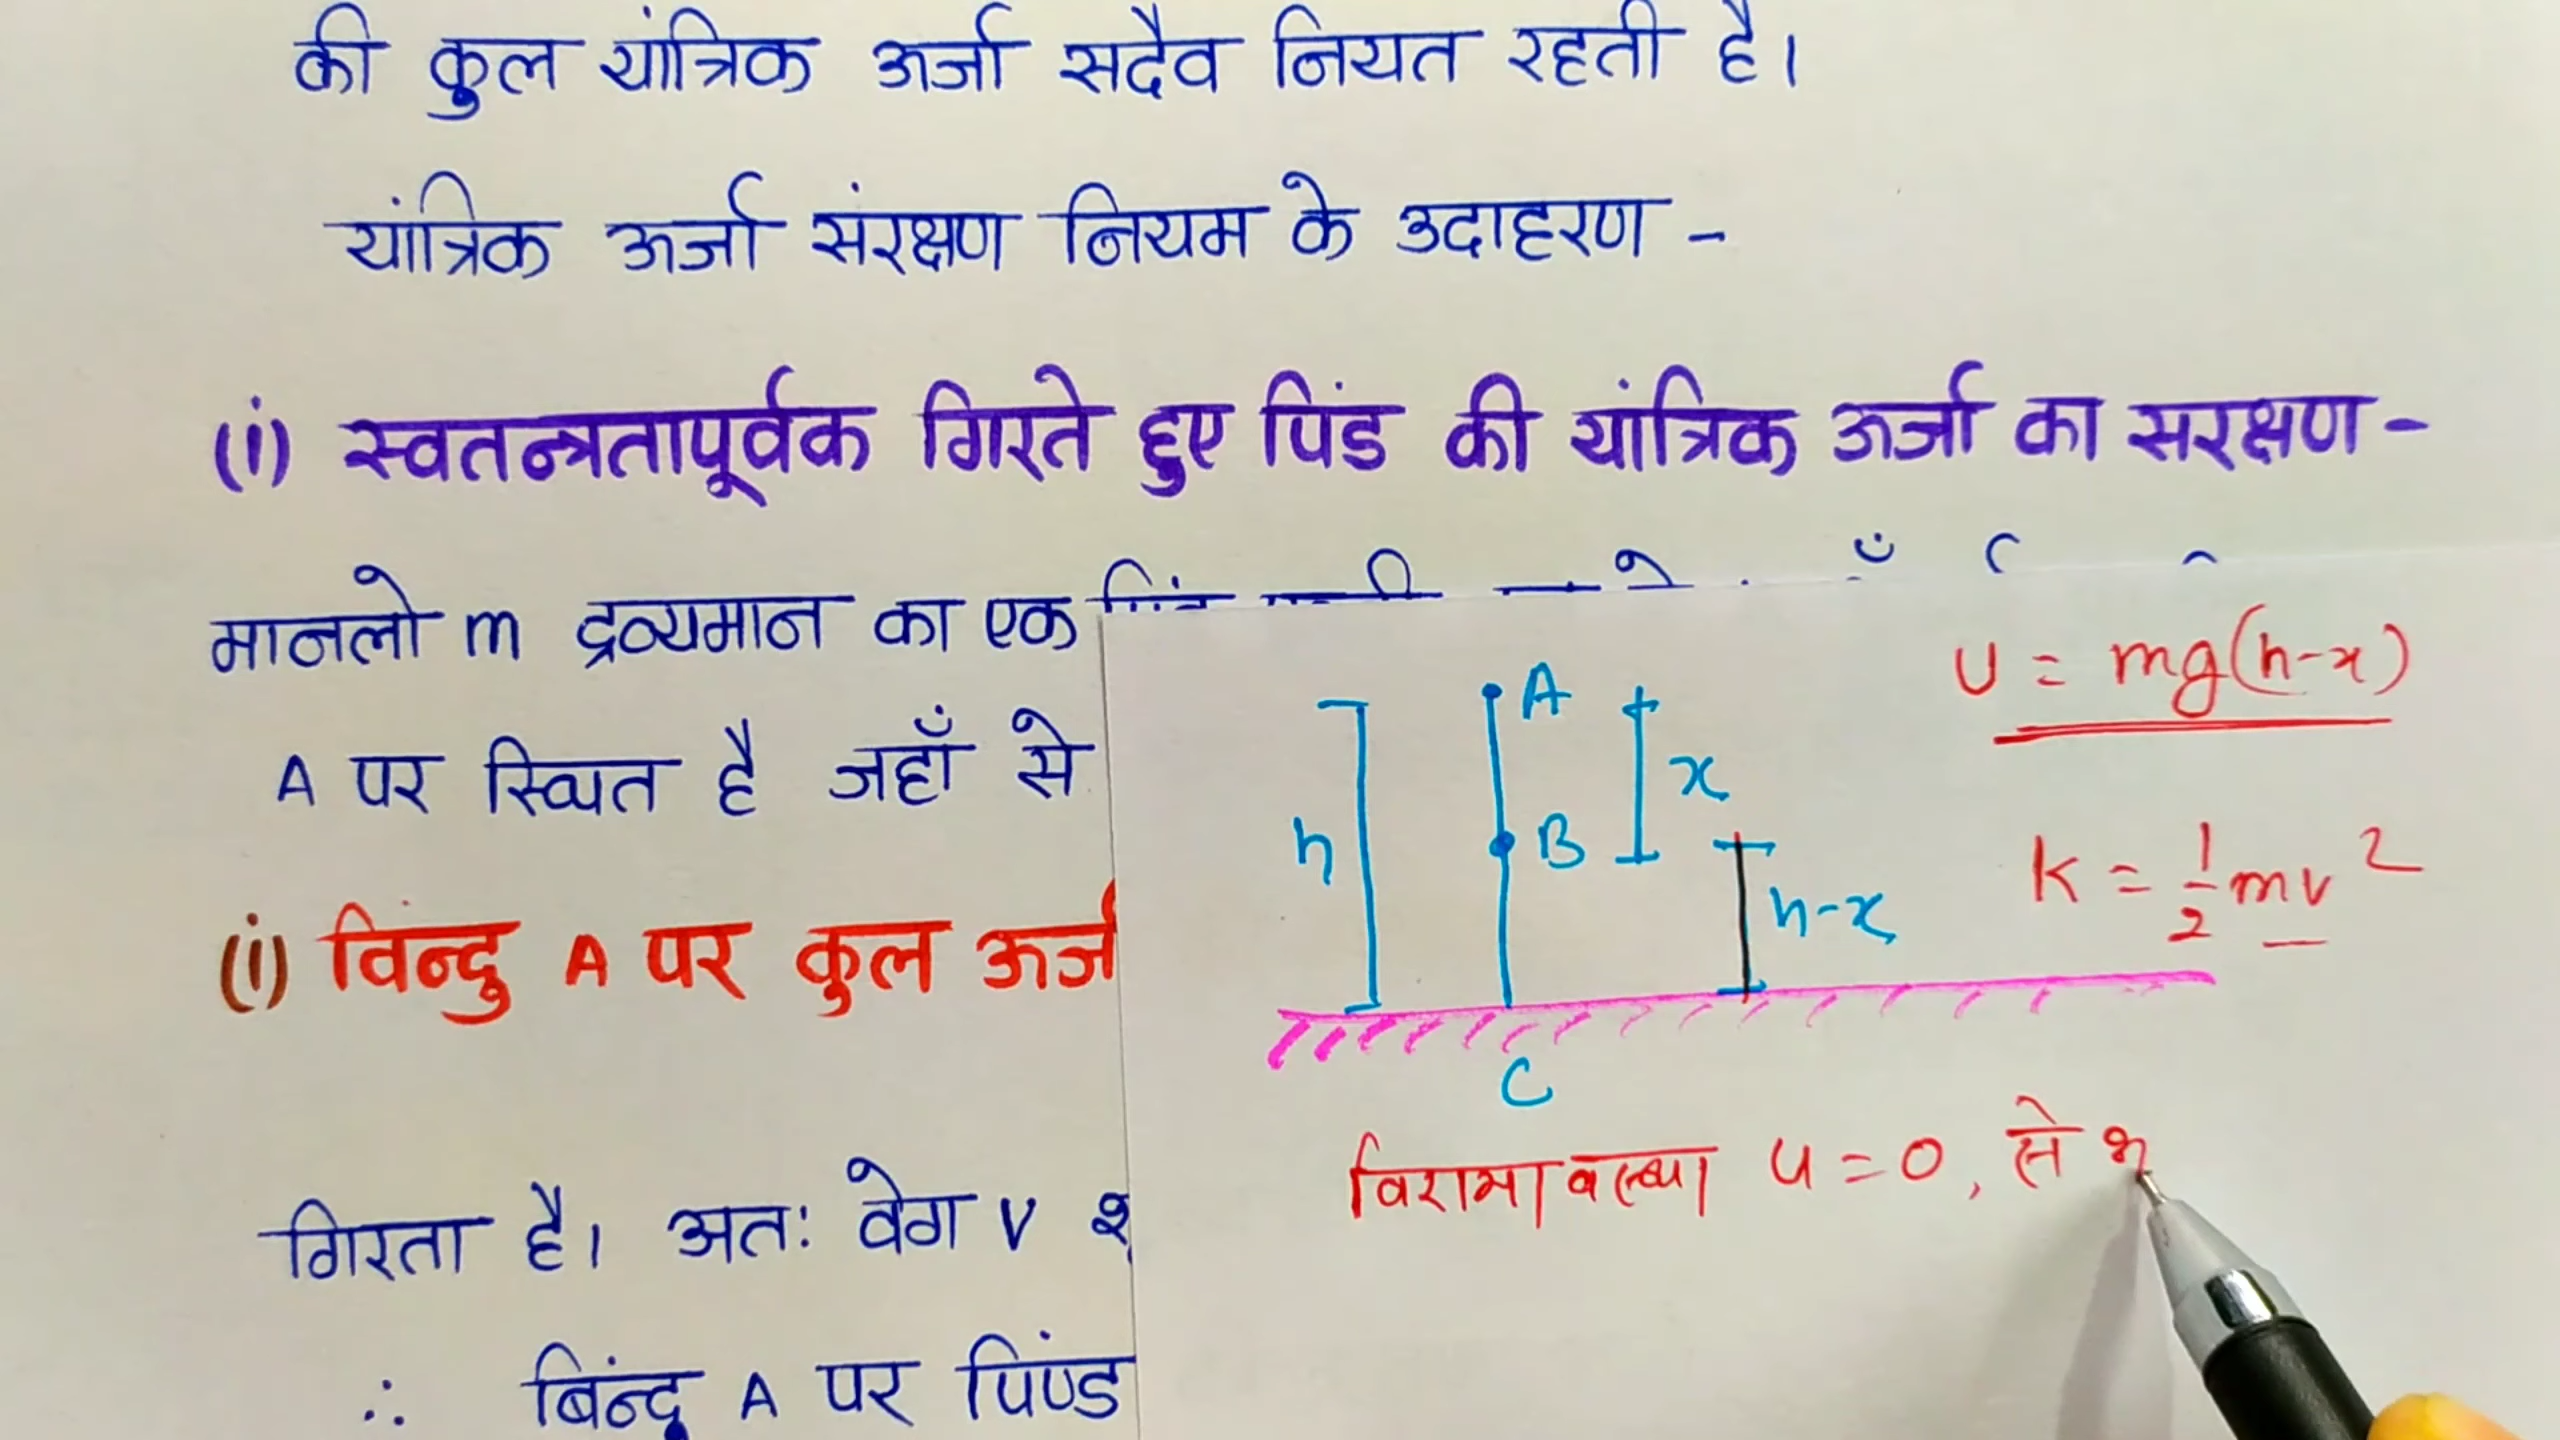 की कुल यांत्रिक ऊर्जा सदैव नियत रहती है।
यांत्रिक ऊर्जा संरक्षण नियम के उदाहरण -
(i) स्वतन्त्रतापूर्वक गिरते हुए पिंड की यांत्रिक ऊर्जा का सरक्षण -
मानलो m द्रव्यमान का एक
A पर स्थित है जहाँ से
(i) विन्दु A पर कुल ऊर्ज
गिरता है। अतः वेग v
∴ बिंन्दू A पर पिंण्ड
U = mg(h-x)
A
x
h
B
h-x
K = 1/2 mv²
C
विरामावस्था u = 0, से